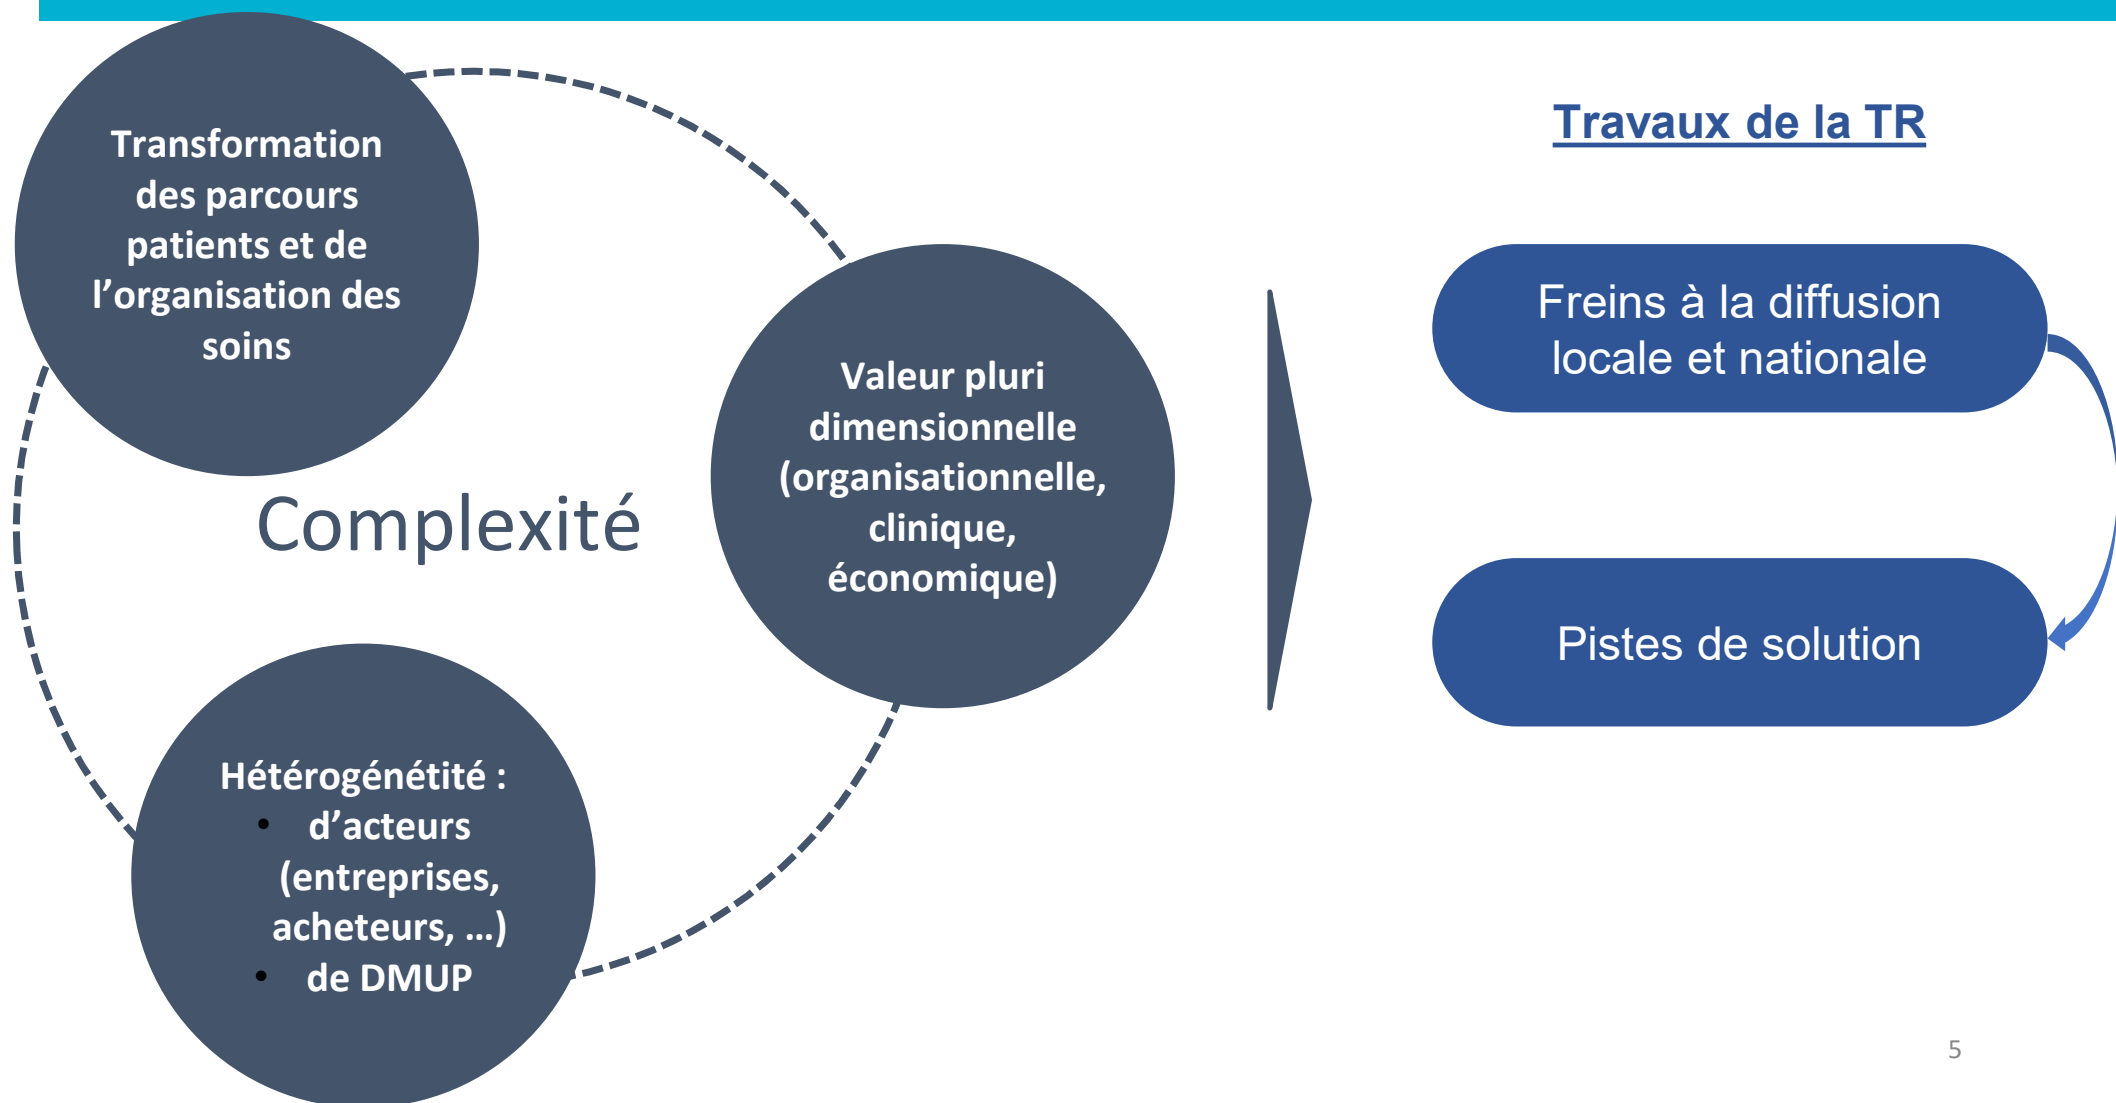 Transformation
des parcours
patients et de
l’organisation des
soins
Complexité
Valeur pluri
dimensionnelle
(organisationnelle,
clinique,
économique)
Hétérogénétité :
• d’acteurs
(entreprises,
acheteurs, …)
• de DMUP
Travaux de la TR
Freins à la diffusion
locale et nationale
Pistes de solution
5